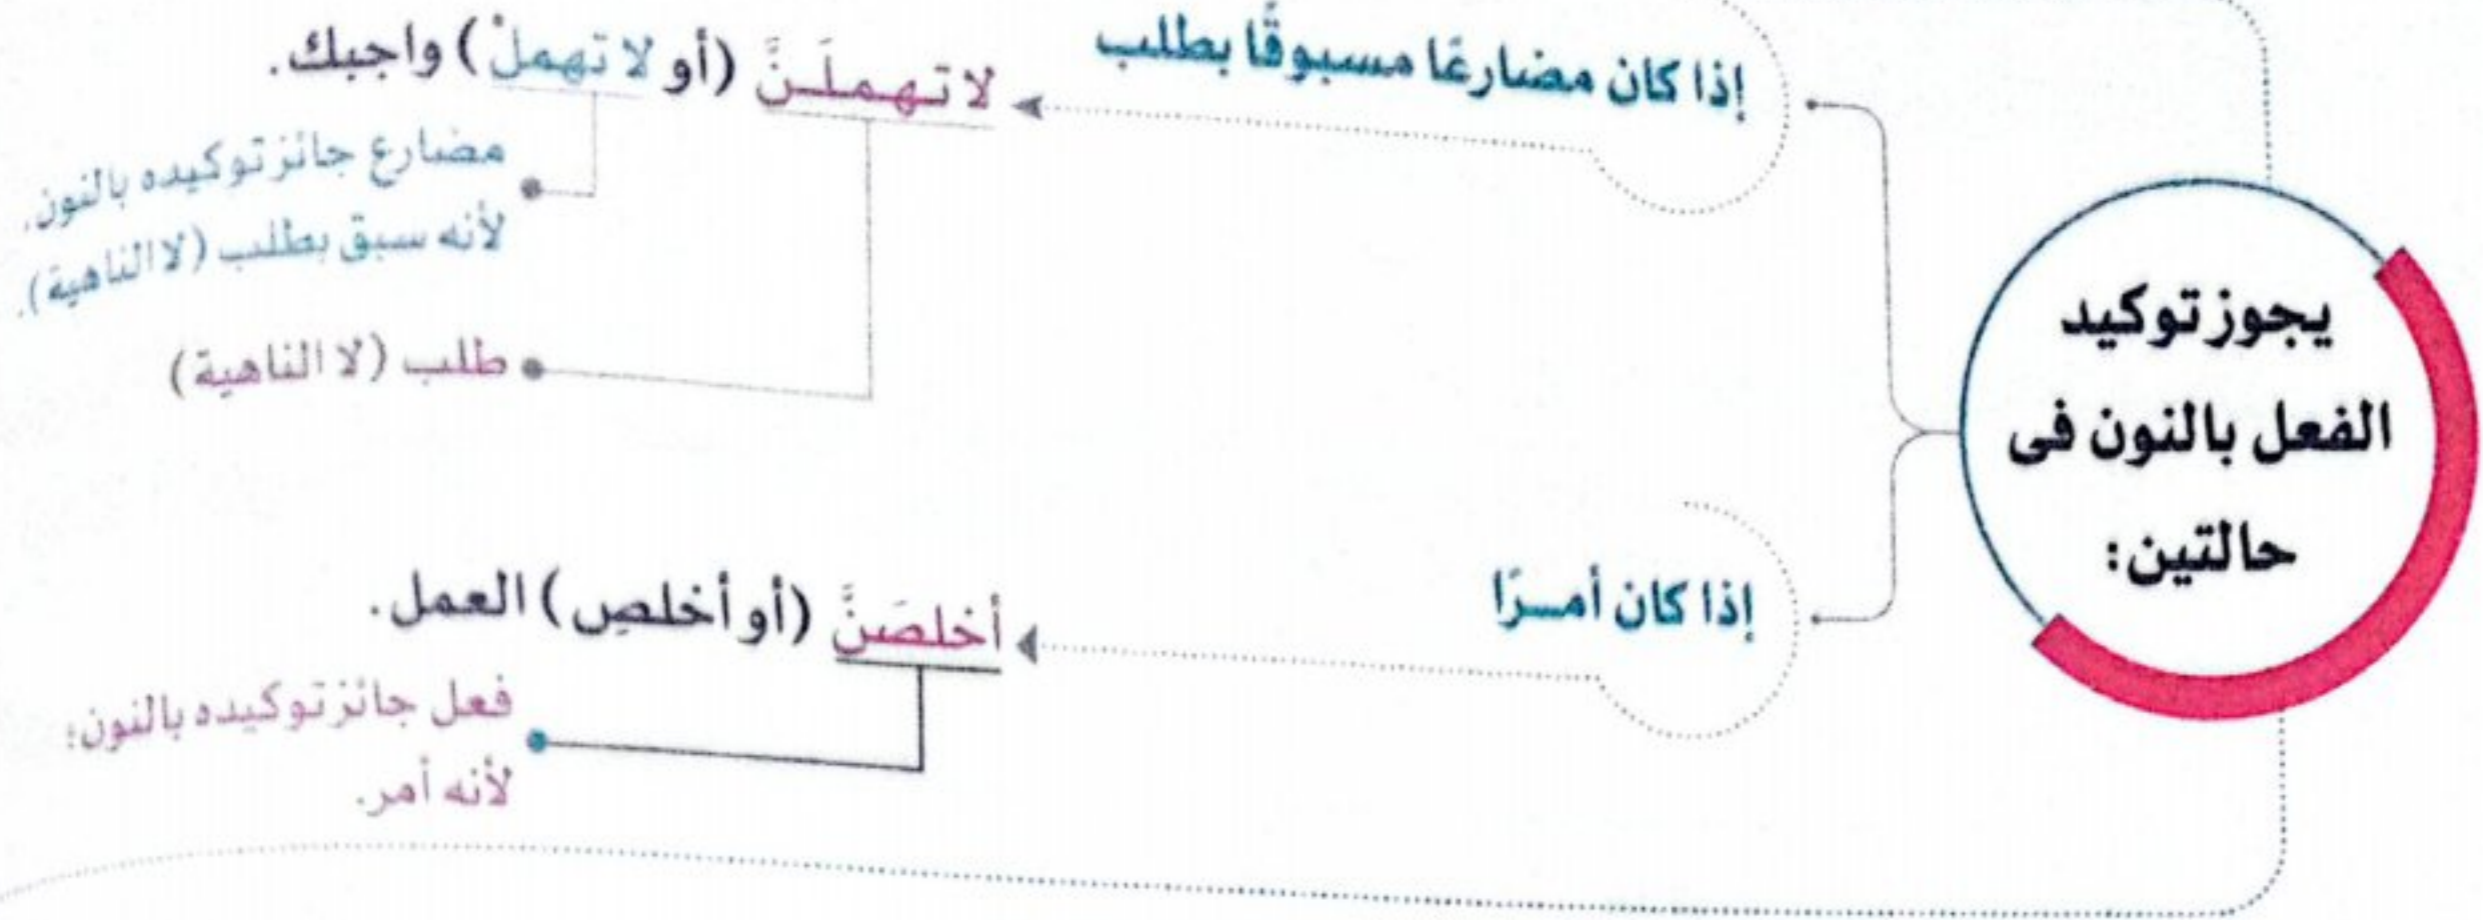 يجوز توكيد
الفعل بالنون فى
حالتين:
إذا كان مضارعًا مسبوقًا بطلب
لا تهملَنَّ (أو لا تهملْ) واجبك.
مضارع جائز توكيده بالنون،
لأنه سبق بطلب (لا الناهية).
طلب (لا الناهية)
إذا كان أمرًا
أخلصَنَّ (أو أخلصِ) العمل.
فعل جائز توكيده بالنون؛
لأنه أمر.